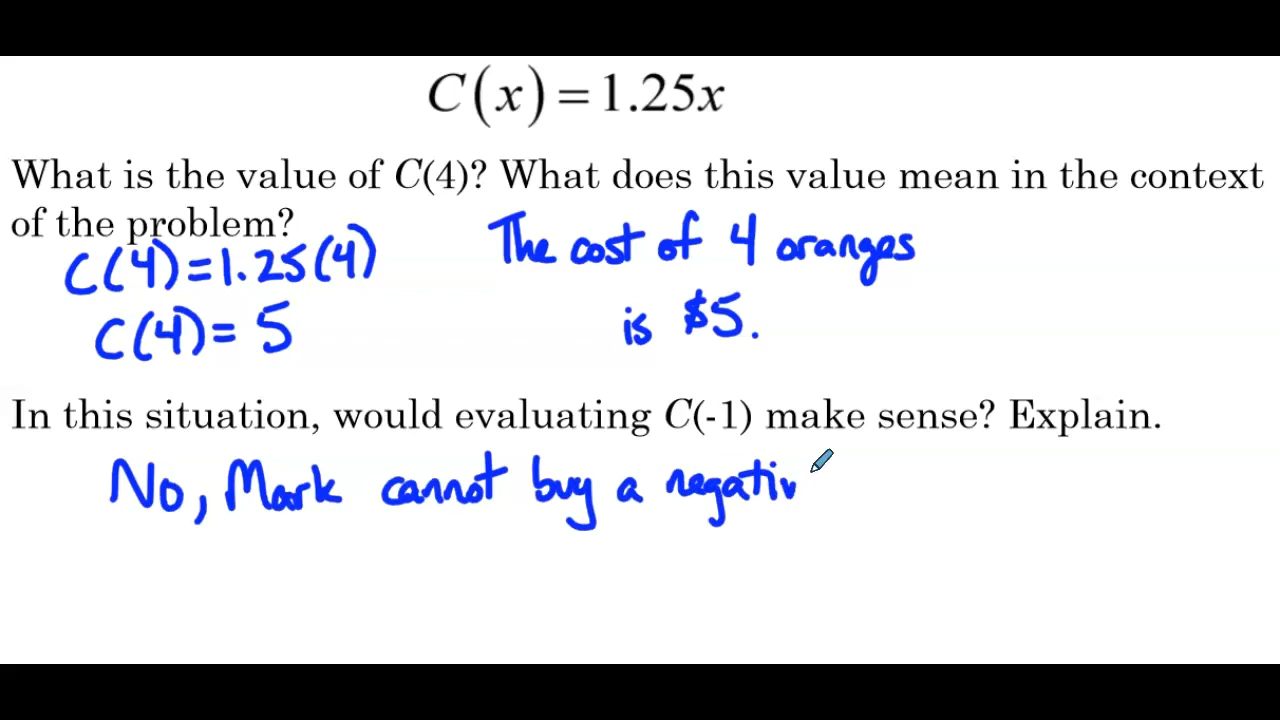 C(x) = 1.25x
What is the value of C(4)? What does this value mean in the context
of the problem?
C(4) = 1.25(4)
C(4) = 5
The cost of 4 oranges
is $5.
In this situation, would evaluating C(-1) make sense? Explain.
No, Mark cannot buy a negativ